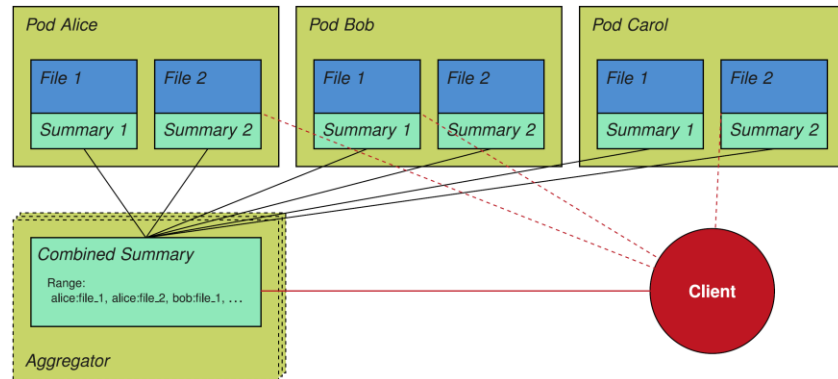 Pod Alice
File 1
File 2
Summary 1
Summary 2
Pod Bob
File 1
File 2
Summary 1
Summary 2
Pod Carol
File 1
File 2
Summary 1
Summary 2
Combined Summary
Range:
alice:file_1, alice:file_2, bob:file_1, ...
Aggregator
Client